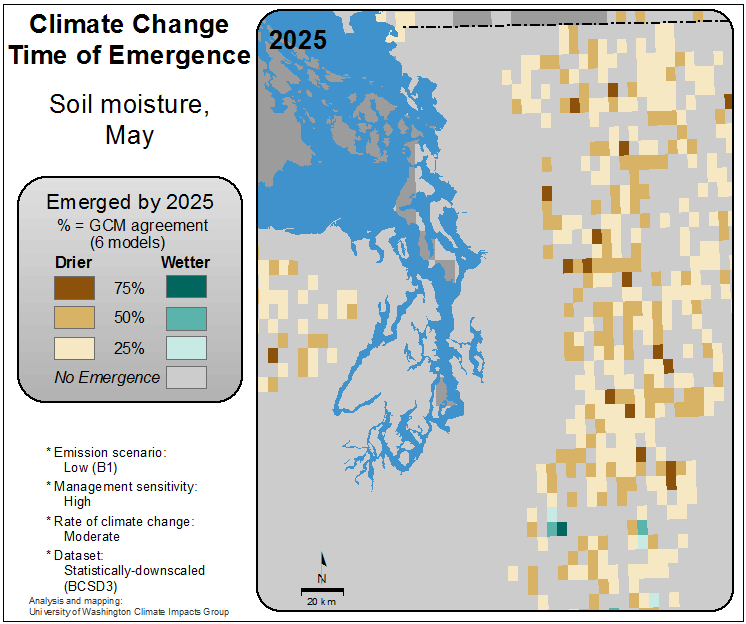 Climate Change
Time of Emergence
Soil moisture,
May
Emerged by 2025
% = GCM agreement
(6 models)
Drier Wetter
75%
50%
25%
No Emergence
* Emission scenario:
Low (B1)
* Management sensitivity:
High
* Rate of climate change:
Moderate
* Dataset:
Statistically-downscaled
(BCSD3)
Analysis and mapping:
University of Washington Climate Impacts Group
2025
N
20 km